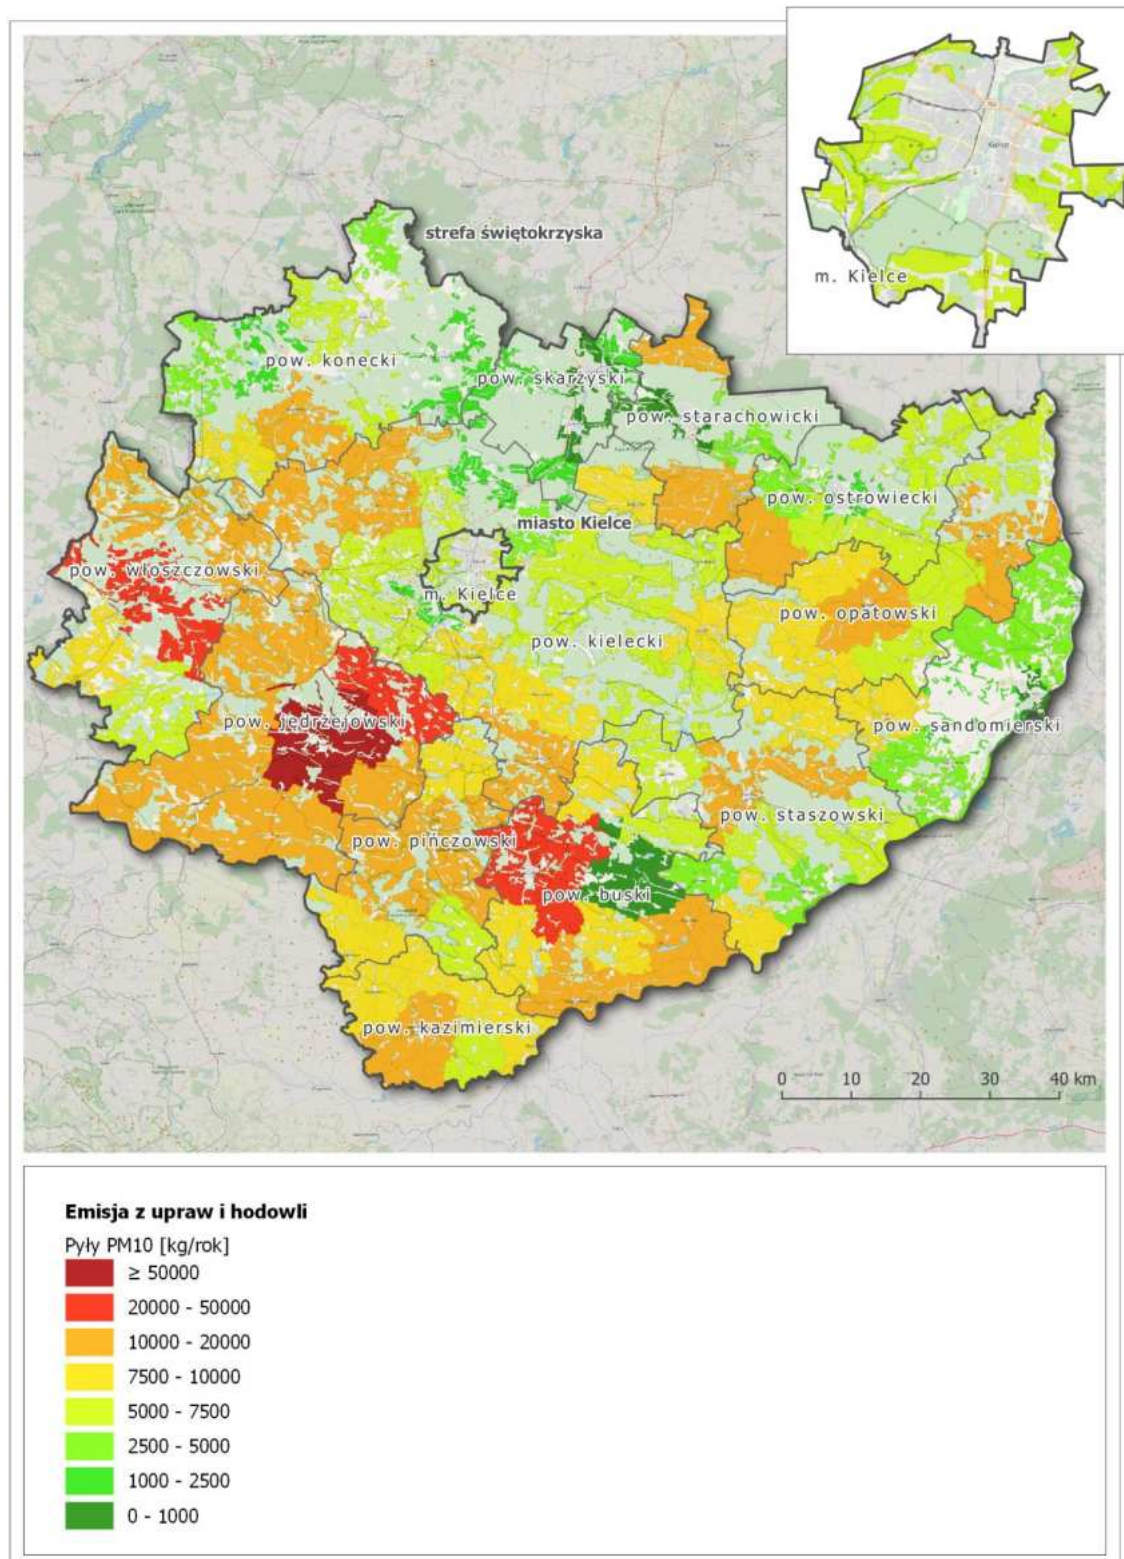 Kielce
m. Kielce
strefa świętokrzyska
pow. konecki
pow. skarżyski
pow. starachowicki
pow. ostrowiecki
miasto Kielce
pow. włoszczowski
m. Kielce
pow. opatowski
pow. kielecki
pow. jędrzejowski
pow. sandomierski
pow. staszowski
pow. pińczowski
pow. buski
pow. kazimierski
0 10 20 30 40 km
Emisja z upraw i hodowli
Pyły PM10 [kg/rok]
≥ 50000
20000 - 50000
10000 - 20000
7500 - 10000
5000 - 7500
2500 - 5000
1000 - 2500
0 - 1000